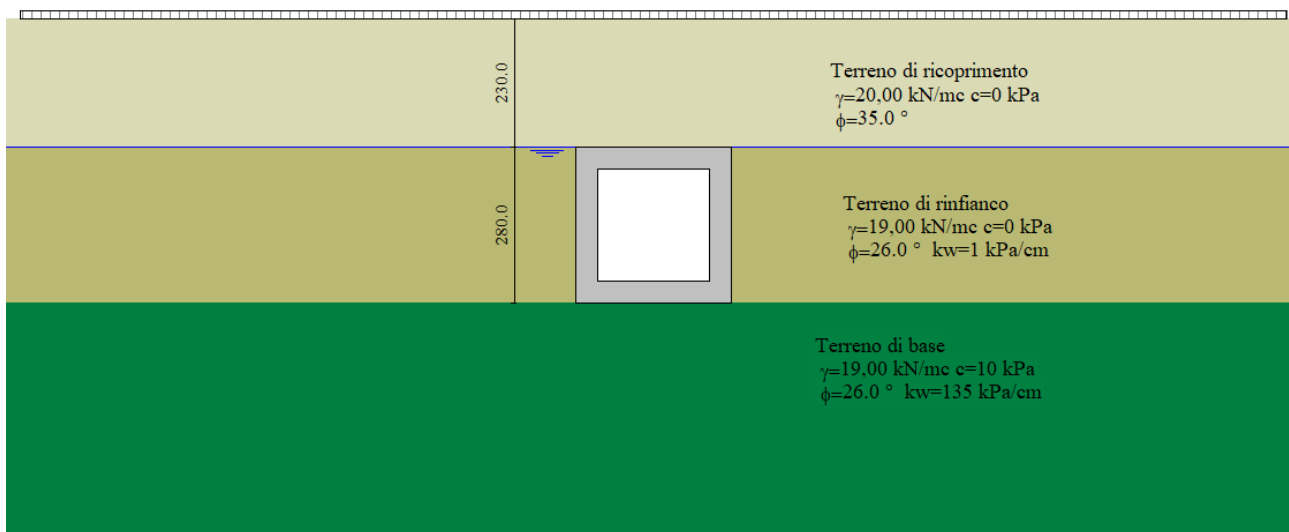 230.0
Terreno di ricoprimento
γ=20,00 kN/mc c=0 kPa
ϕ=35.0 °
280.0
Terreno di rinfianco
γ=19,00 kN/mc c=0 kPa
ϕ=26.0 ° kw=1 kPa/cm
Terreno di base
γ=19,00 kN/mc c=10 kPa
ϕ=26.0 ° kw=135 kPa/cm